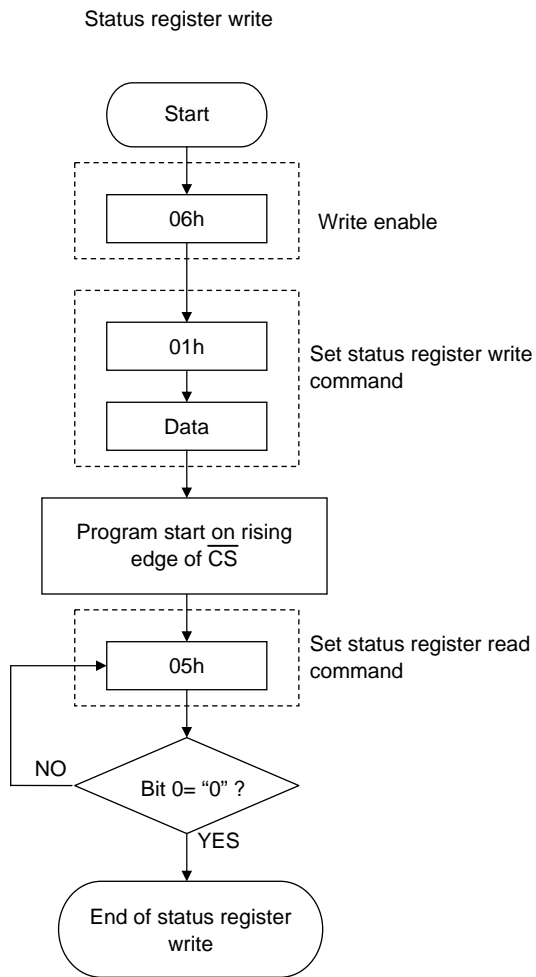 Status register write
Start
06h
Write enable
01h
Set status register write
command
Data
Program start on rising
edge of C̅S̅
Set status register read
command
05h
NO
Bit 0= “0” ?
YES
End of status register
write